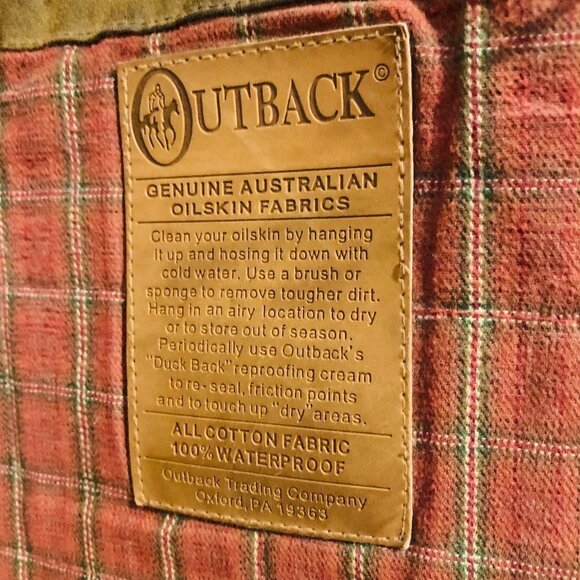 OUTBACK©
GENUINE AUSTRALIAN
OILSKIN FABRICS
Clean your oilskin by hanging
it up and hosing it down with
cold water. Use a brush or
sponge to remove tougher dirt.
Hang in an airy location to dry
or to store out of season.
Periodically use Outback's
"Duck Back" reproofing cream
to re-seal, friction points
and to touch up "dry" areas.
ALL COTTON FABRIC
100% WATERPROOF
Outback Trading Company
Oxford, PA 19363